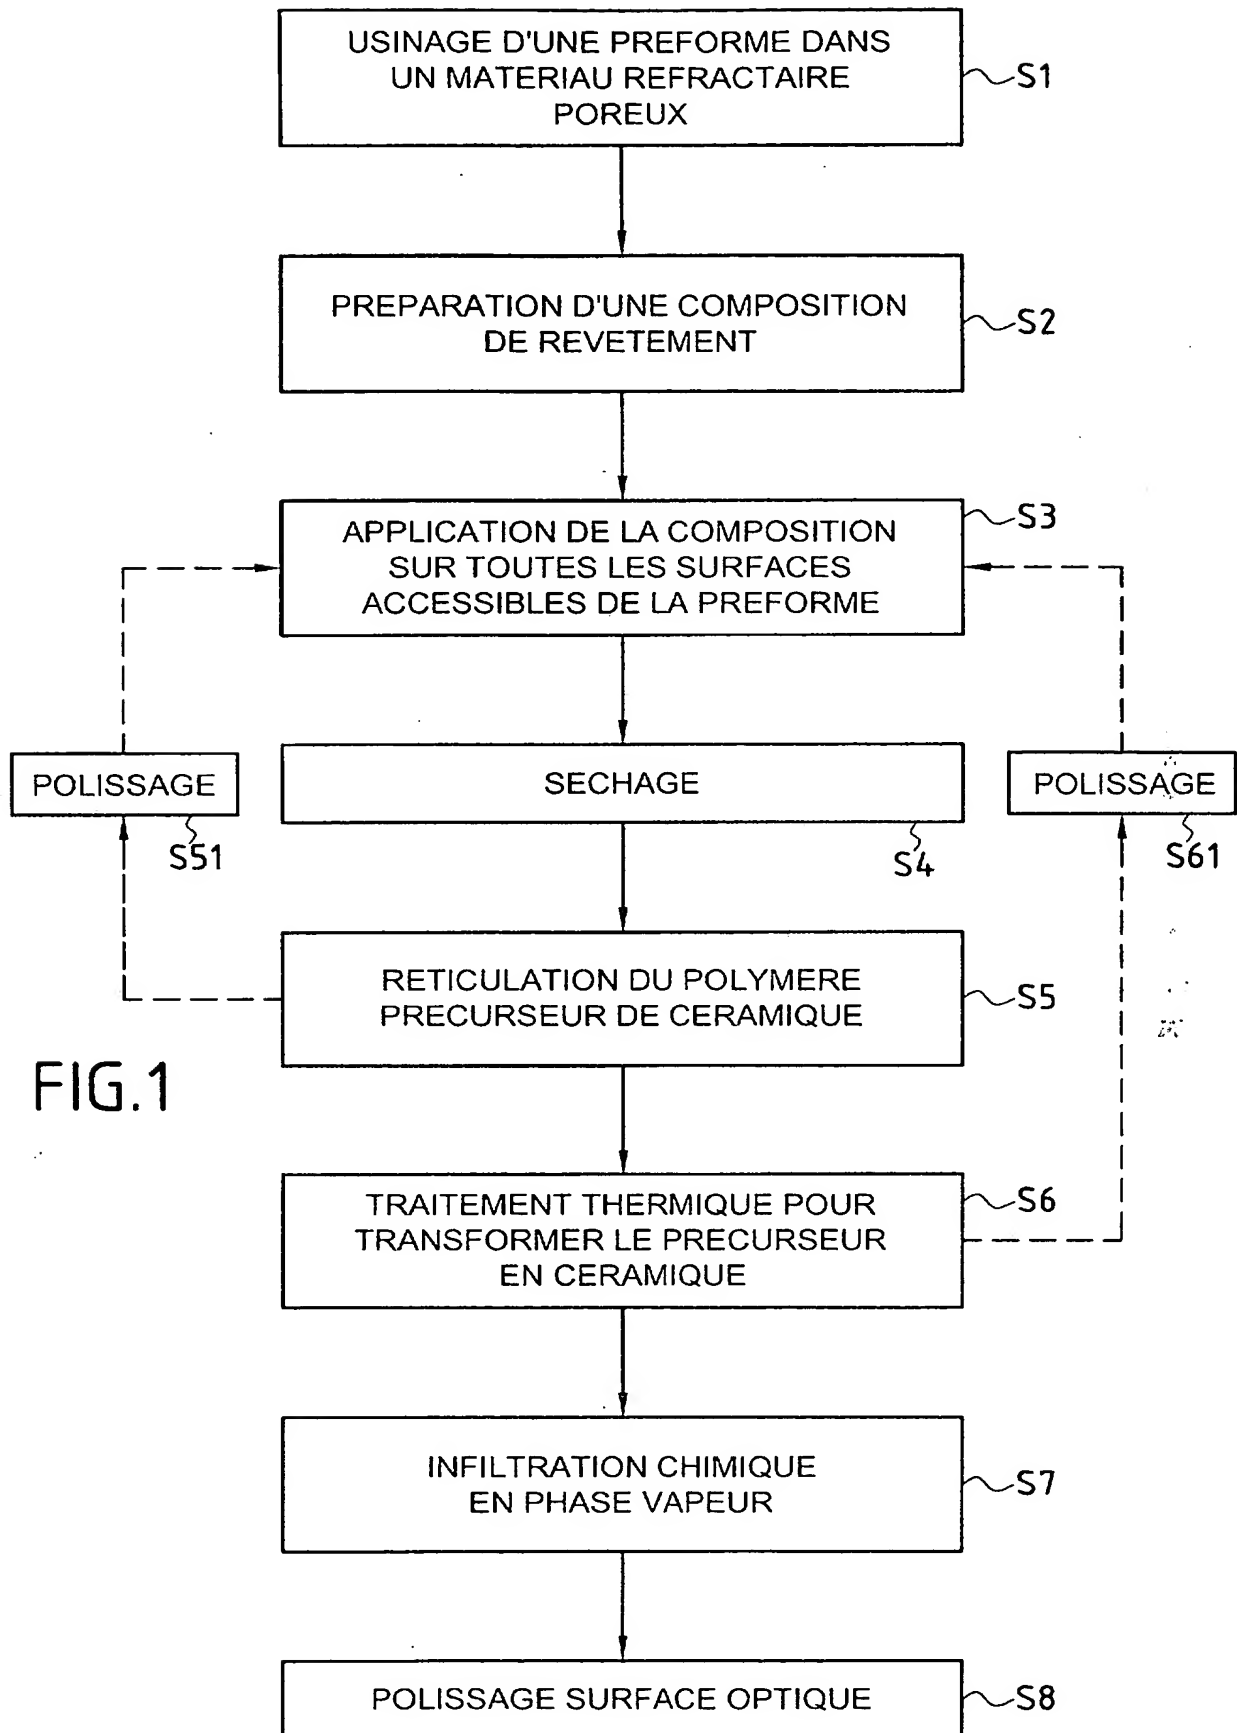 USINAGE D'UNE PREFORME DANS
UN MATERIAU REFRACTAIRE
POREUX
S1
PREPARATION D'UNE COMPOSITION
DE REVETEMENT
S2
APPLICATION DE LA COMPOSITION
SUR TOUTES LES SURFACES
ACCESSIBLES DE LA PREFORME
S3
POLISSAGE
S51
SECHAGE
S4
POLISSAGE
S61
RETICULATION DU POLYMERE
PRECURSEUR DE CERAMIQUE
S5
FIG.1
TRAITEMENT THERMIQUE POUR
TRANSFORMER LE PRECURSEUR
EN CERAMIQUE
S6
INFILTRATION CHIMIQUE
EN PHASE VAPEUR
S7
POLISSAGE SURFACE OPTIQUE
S8